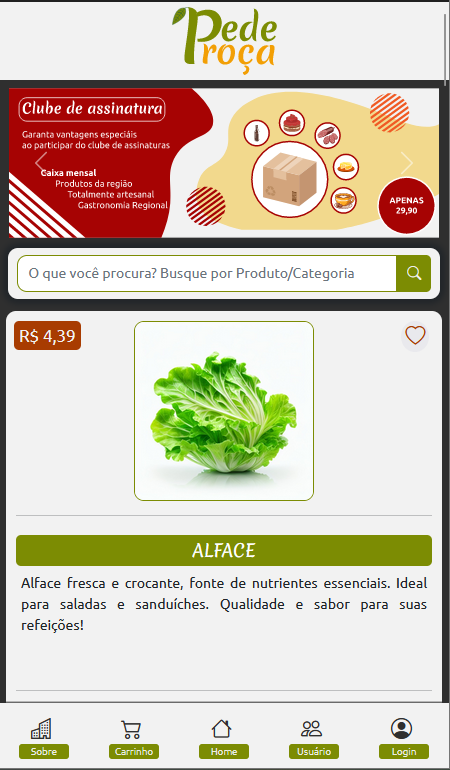 Pede
roça
Clube de assinatura
Garanta vantagens especiáis
ao participar do clube de assinaturas
Caixa mensal
Produtos da região
Totalmente artesanal
Gastronomia Regional
APENAS
29,90
O que você procura? Busque por Produto/Categoria
R$ 4,39
ALFACE
Alface fresca e crocante, fonte de nutrientes essenciais. Ideal
para saladas e sanduíches. Qualidade e sabor para suas
refeições!
Sobre
Carrinho
Home
Usuário
Login